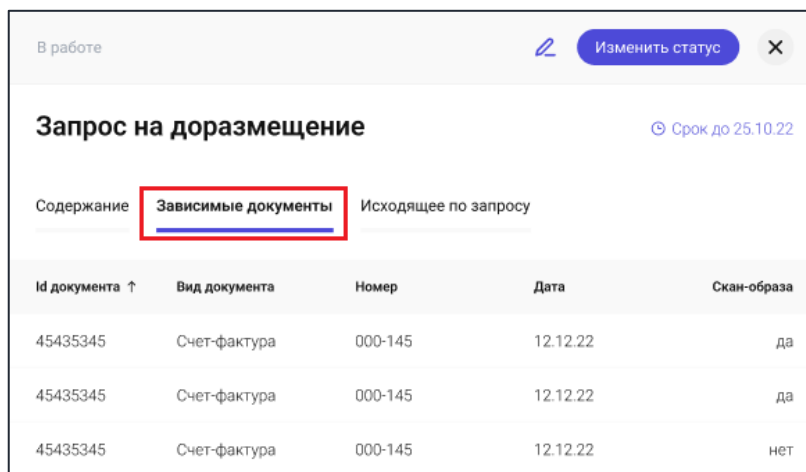 В работе
Изменить статус
Запрос на доразмещение
Срок до 25.10.22
Содержание Зависимые документы Исходящее по запросу
Id документа ↑ Вид документа Номер Дата Скан-образа
45435345 Счет-фактура 000-145 12.12.22 да
45435345 Счет-фактура 000-145 12.12.22 да
45435345 Счет-фактура 000-145 12.12.22 нет